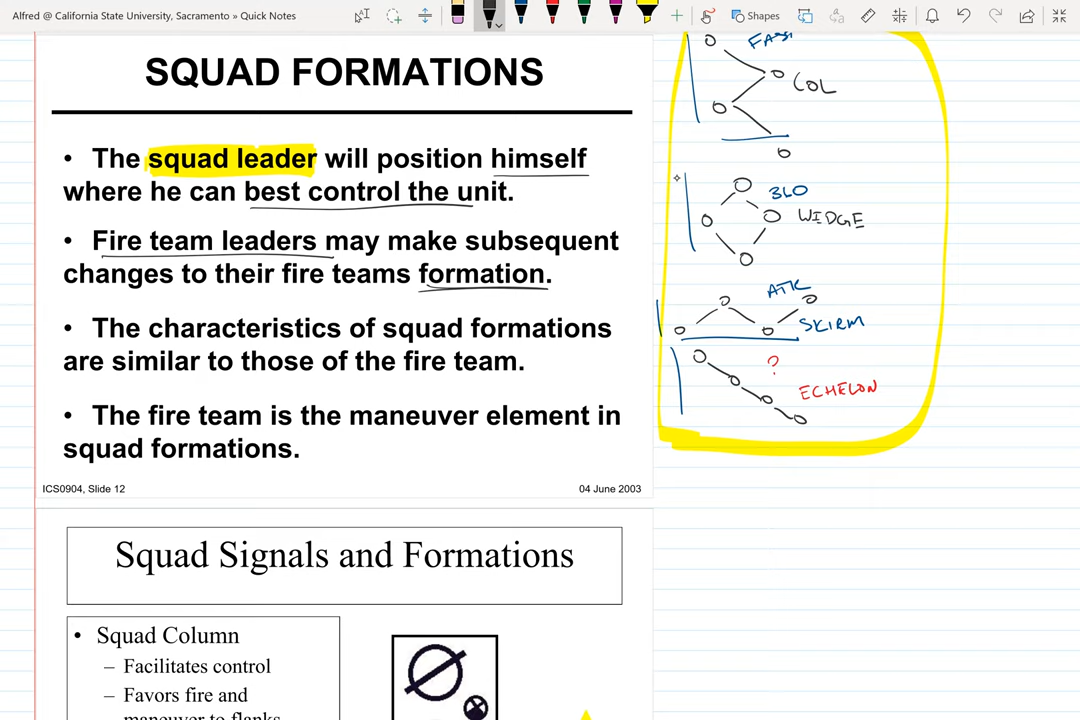 Alfred @ California State University, Sacramento » Quick Notes
Shapes
SQUAD FORMATIONS
• The squad leader will position himself
where he can best control the unit.
• Fire team leaders may make subsequent
changes to their fire teams formation.
• The characteristics of squad formations
are similar to those of the fire team.
• The fire team is the maneuver element in
squad formations.
ICS0904, Slide 12
04 June 2003
COL
WIDGE
ATK
SKIRM
?
ECHELON
Squad Signals and Formations
• Squad Column
– Facilitates control
– Favors fire and
maneuver to flanks